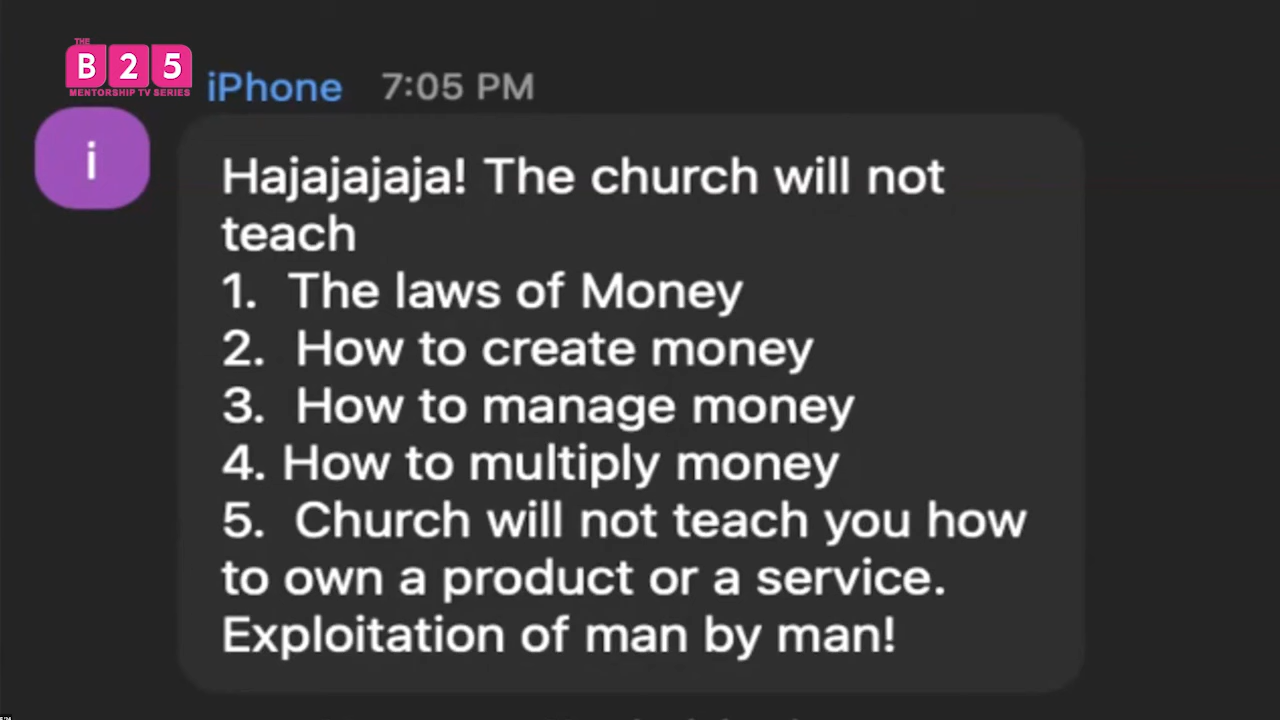 THE
B25
MENTORSHIP TV SERIES
iPhone 7:05 PM
i
Hajajajaja! The church will not
teach
1. The laws of Money
2. How to create money
3. How to manage money
4. How to multiply money
5. Church will not teach you how
to own a product or a service.
Exploitation of man by man!